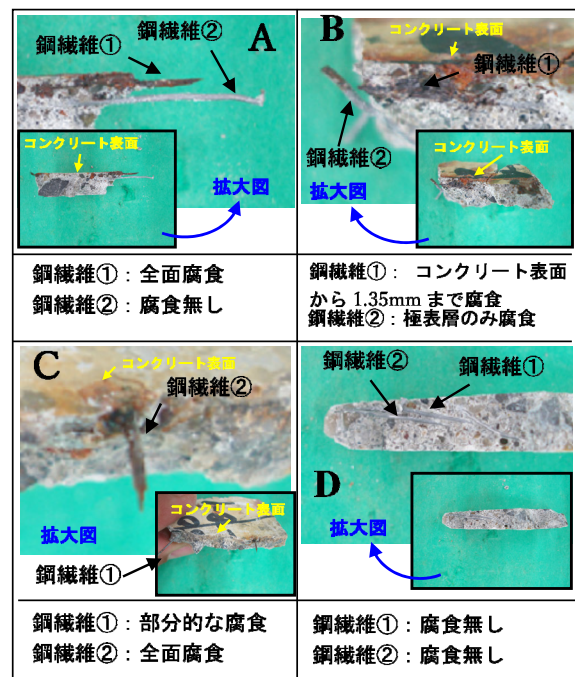 鋼繊維①
鋼繊維②
A
コンクリート表面
拡大図
鋼繊維①：全面腐食
鋼繊維②：腐食無し
B
コンクリート表面
鋼繊維①
鋼繊維②
コンクリート表面
拡大図
鋼繊維①： コンクリート表面
から 1.35mm まで腐食
鋼繊維②：極表層のみ腐食
C
コンクリート表面
鋼繊維②
コンクリート表面
拡大図
鋼繊維①
鋼繊維①：部分的な腐食
鋼繊維②：全面腐食
鋼繊維②
鋼繊維①
D
拡大図
鋼繊維①：腐食無し
鋼繊維②：腐食無し